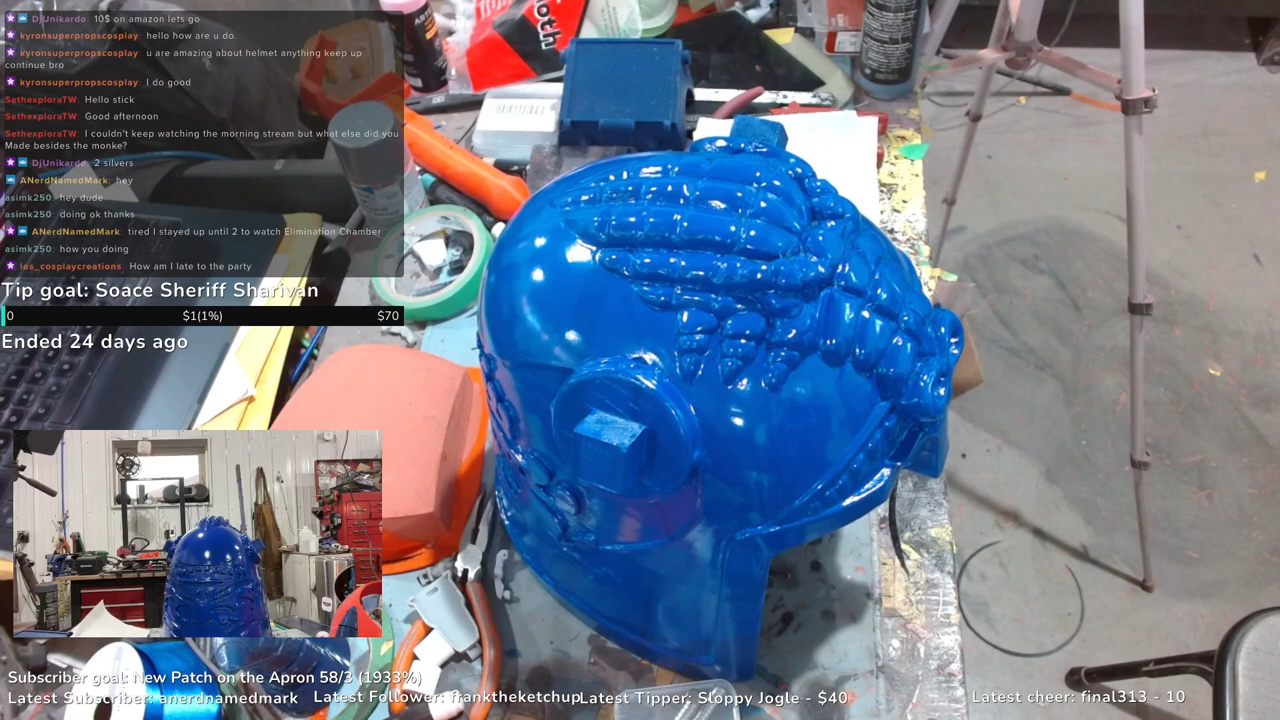 DjUnikardo: 10$ on amazon lets go
kyronsuperpropscosplay: hello how are u do.
kyronsuperpropscosplay: u are amazing about helmet anything keep up
continue bro
kyronsuperpropscosplay: I do good
SethexploraTW: Hello stick
SethexploraTW: Good afternoon
SethexploraTW: I couldn't keep watching the morning stream but what else did you
Made besides the monke?
DjUnikardo: 2 silvers
ANerdNamedMark: hey
asimk250: hey dude
asimk250: doing ok thanks
ANerdNamedMark: tired I stayed up until 2 to watch Elimination Chamber
asimk250: how you doing
los_cosplaycreations: How am I late to the party
Tip goal: Soace Sheriff Sharivan
0 $1(1%) $70
Ended 24 days ago
Subscriber goal: New Patch on the Apron 58/3 (1933%)
Latest Subscriber: anerdnamedmark Latest Follower: franktheketchup Latest Tipper: Sloppy Jogle - $40 Latest cheer: final313 - 10